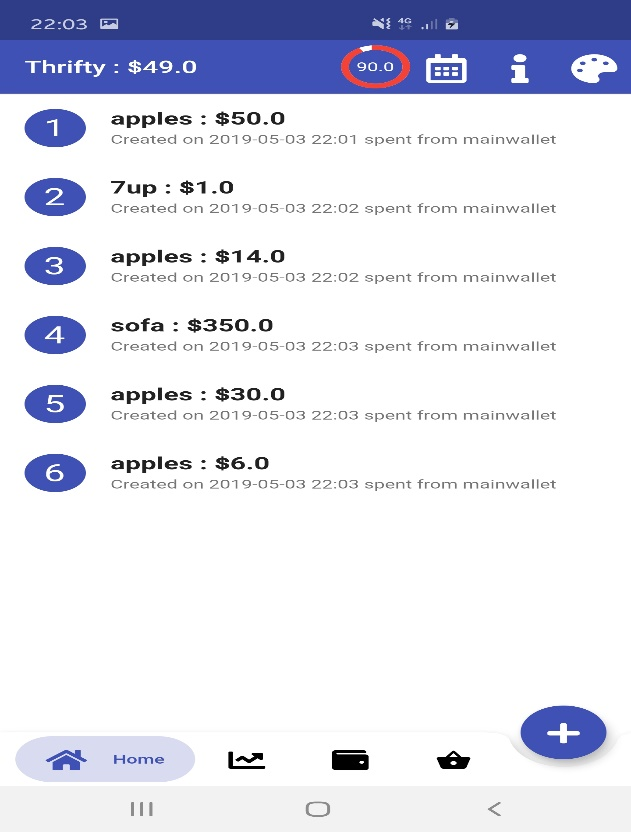 22:03
4G
Thrifty : $49.0
90.0
1
apples : $50.0
Created on 2019-05-03 22:01 spent from mainwallet
2
7up : $1.0
Created on 2019-05-03 22:02 spent from mainwallet
3
apples : $14.0
Created on 2019-05-03 22:02 spent from mainwallet
4
sofa : $350.0
Created on 2019-05-03 22:03 spent from mainwallet
5
apples : $30.0
Created on 2019-05-03 22:03 spent from mainwallet
6
apples : $6.0
Created on 2019-05-03 22:03 spent from mainwallet
Home